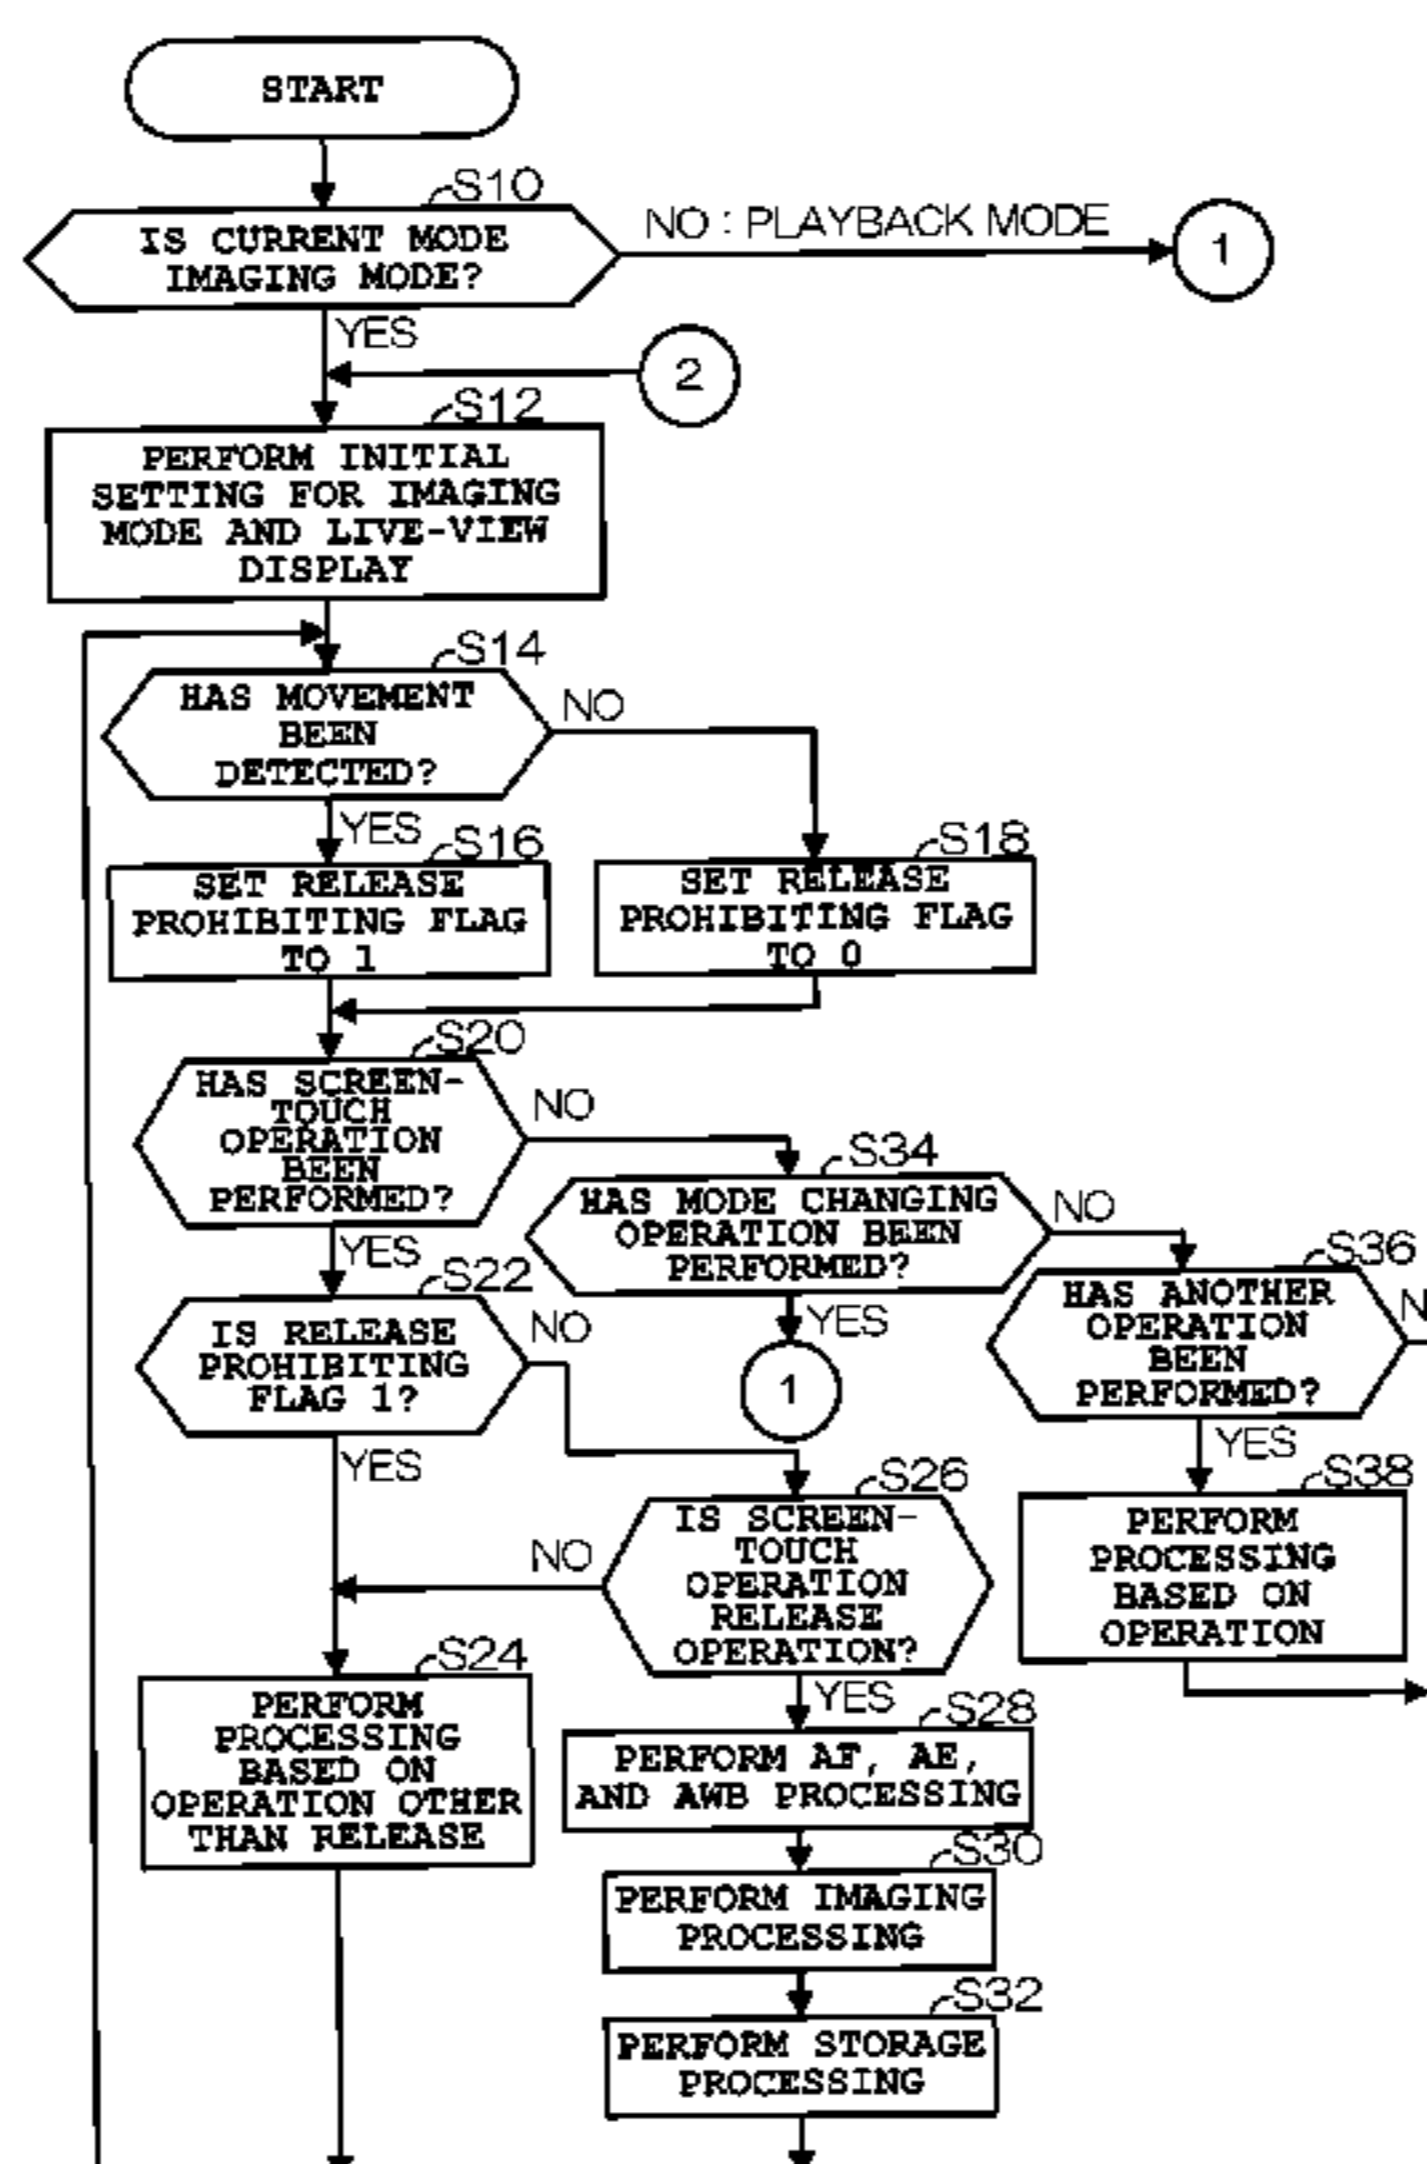 START
S10
IS CURRENT MODE
IMAGING MODE?
NO : PLAYBACK MODE
1
YES
2
S12
PERFORM INITIAL
SETTING FOR IMAGING
MODE AND LIVE-VIEW
DISPLAY
S14
HAS MOVEMENT
BEEN
DETECTED?
NO
YES
S16
SET RELEASE
PROHIBITING FLAG
TO 1
S18
SET RELEASE
PROHIBITING FLAG
TO 0
S20
HAS SCREEN-
TOUCH
OPERATION
BEEN
PERFORMED?
NO
YES
S34
HAS MODE CHANGING
OPERATION BEEN
PERFORMED?
NO
YES
1
S36
HAS ANOTHER
OPERATION
BEEN
PERFORMED?
N
YES
S38
PERFORM
PROCESSING
BASED ON
OPERATION
S22
IS RELEASE
PROHIBITING
FLAG 1?
NO
YES
S26
IS SCREEN-
TOUCH
OPERATION
RELEASE
OPERATION?
NO
YES
S24
PERFORM
PROCESSING
BASED ON
OPERATION OTHER
THAN RELEASE
S28
PERFORM AF, AE,
AND AWB PROCESSING
S30
PERFORM IMAGING
PROCESSING
S32
PERFORM STORAGE
PROCESSING